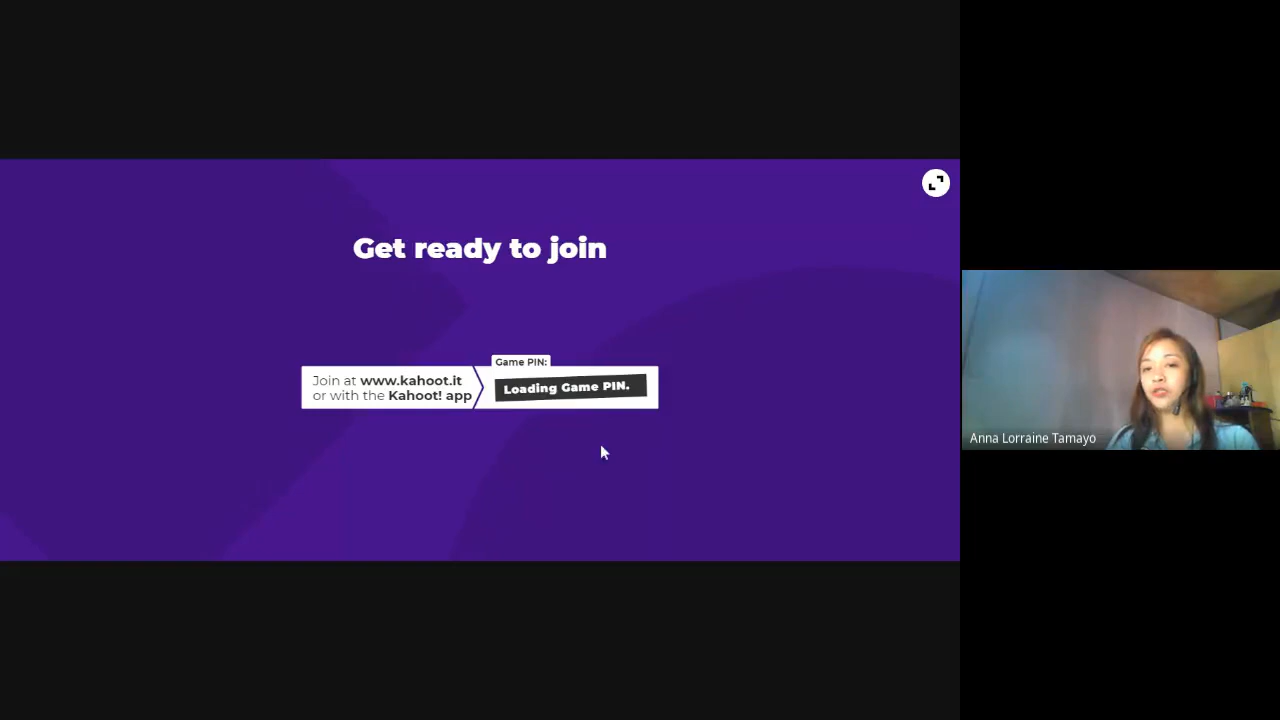 Get ready to join
Game PIN:
Join at www.kahoot.it
or with the Kahoot! app
Loading Game PIN.
Anna Lorraine Tamayo